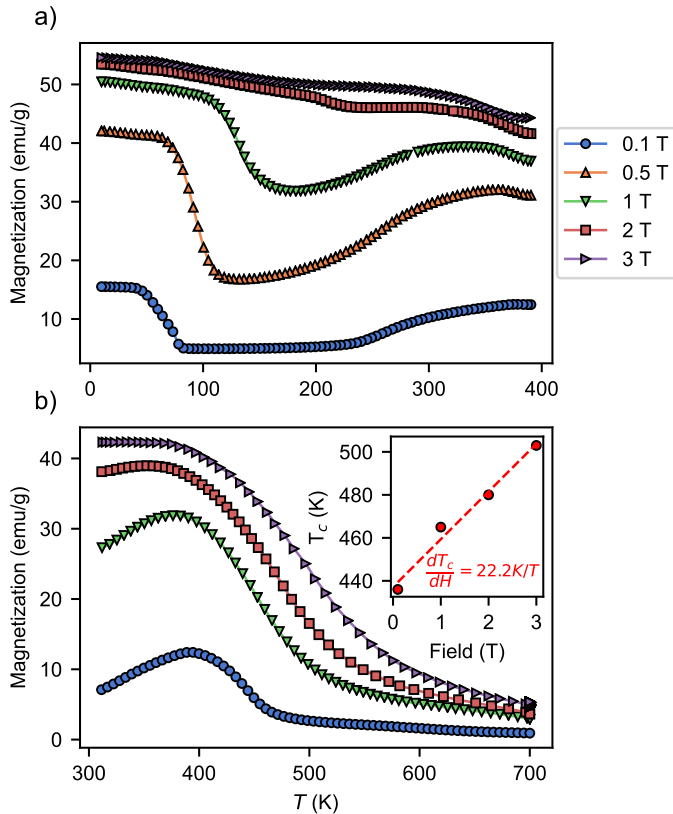 a)
Magnetization (emu/g)
50
40
30
20
10
0
100
200
300
400
0.1 T
0.5 T
1 T
2 T
3 T
b)
Magnetization (emu/g)
40
30
20
10
0
300
400
500
600
700
T (K)
T_c (K)
500
480
460
440
0
1
2
3
Field (T)
dT_c/dH = 22.2K/T